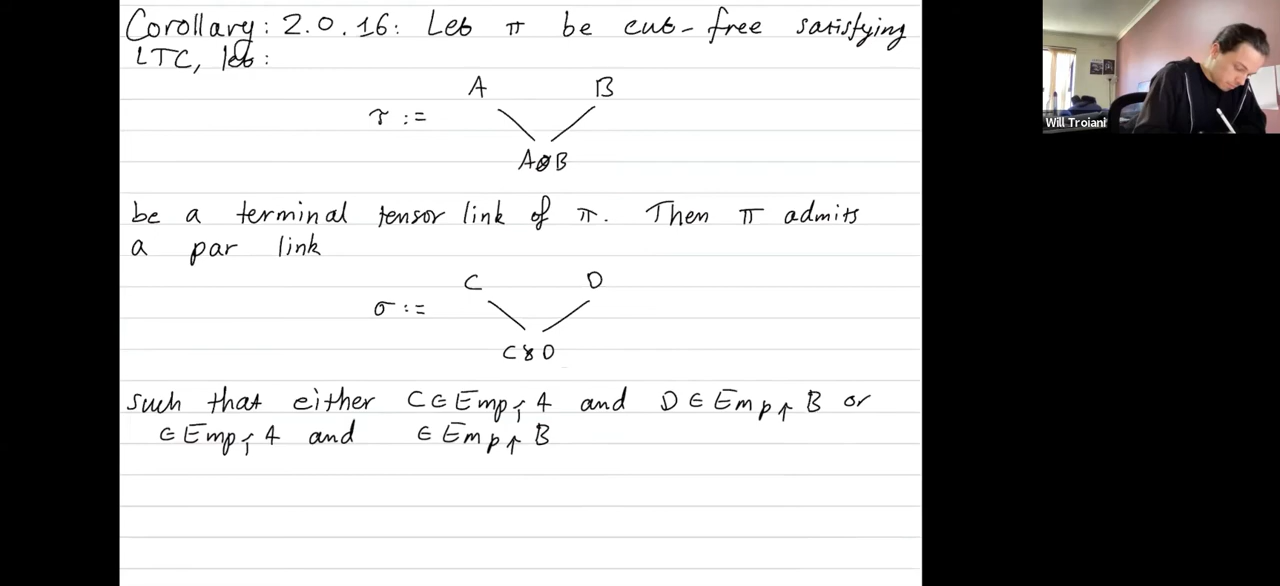 Corollary: 2.0.16: Let π be cut-free satisfying
LTC, let:
A B
τ :=
A⊗B
be a terminal tensor link of π. Then π admits
a par link
C D
σ :=
C⅋D
such that either C∈Emp↑A and D∈Emp↑B or
∈Emp↑A and ∈Emp↑B
Will Troiani